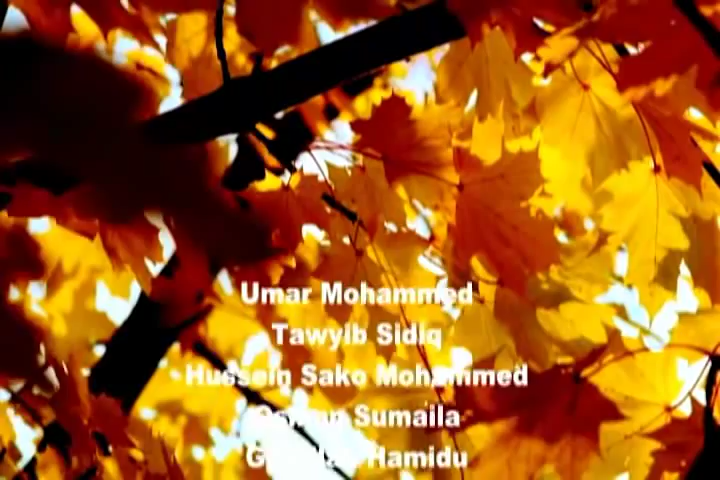 Umar Mohammed
Tawyib Sidiq
Hussein Sako Mohammed
Sumaila
Hamidu